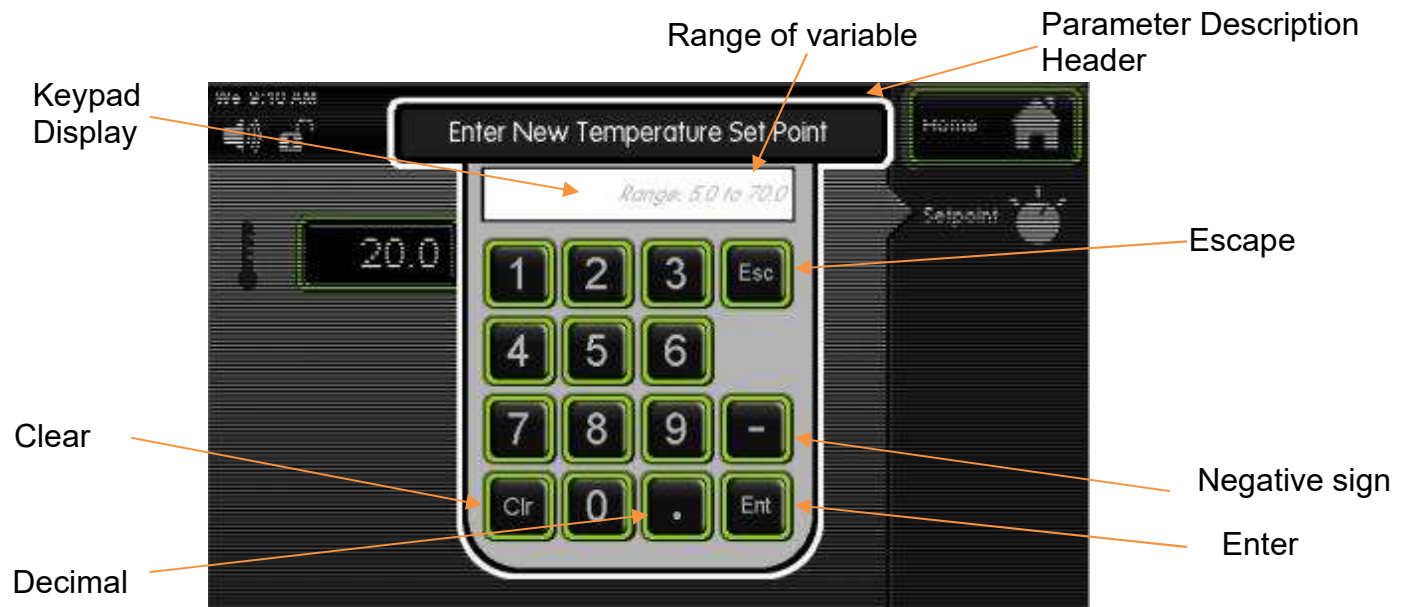 Range of variable
Parameter Description
Header
Keypad
Display
We 9:10 AM
Enter New Temperature Set Point
Home
Range: 5.0 to 70.0
Setpoint
20.0
1 2 3 Esc
Escape
4 5 6
7 8 9 -
Clear
Negative sign
Clr 0 . Ent
Enter
Decimal